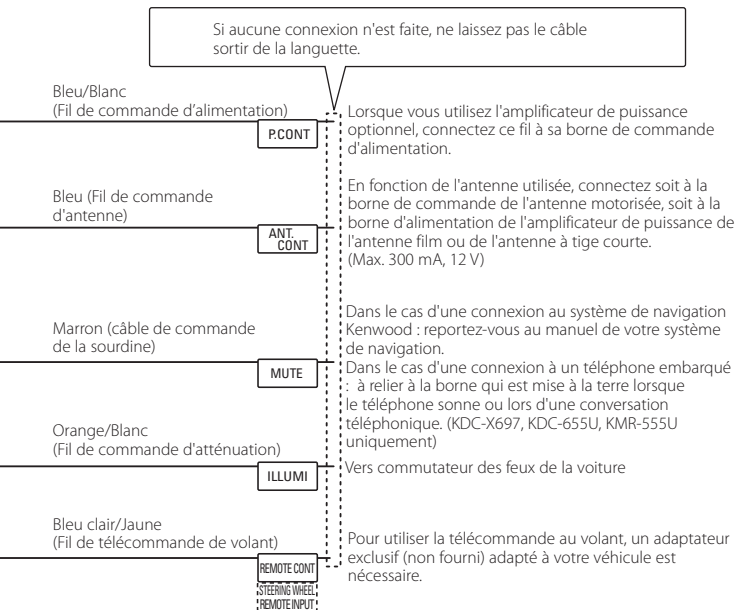 Si aucune connexion n'est faite, ne laissez pas le câble
sortir de la languette.
Bleu/Blanc
(Fil de commande d'alimentation)
P.CONT
Lorsque vous utilisez l'amplificateur de puissance
optionnel, connectez ce fil à sa borne de commande
d'alimentation.
Bleu (Fil de commande
d'antenne)
ANT.
CONT
En fonction de l'antenne utilisée, connectez soit à la
borne de commande de l'antenne motorisée, soit à la
borne d'alimentation de l'amplificateur de puissance de
l'antenne film ou de l'antenne à tige courte.
(Max. 300 mA, 12 V)
Marron (câble de commande
de la sourdine)
MUTE
Dans le cas d'une connexion au système de navigation
Kenwood : reportez-vous au manuel de votre système
de navigation.
Dans le cas d'une connexion à un téléphone embarqué
: à relier à la borne qui est mise à la terre lorsque
le téléphone sonne ou lors d'une conversation
téléphonique. (KDC-X697, KDC-655U, KMR-555U
uniquement)
Orange/Blanc
(Fil de commande d'atténuation)
ILLUMI
Vers commutateur des feux de la voiture
Bleu clair/Jaune
(Fil de télécommande de volant)
REMOTE CONT
STEERING WHEEL
REMOTE INPUT
Pour utiliser la télécommande au volant, un adaptateur
exclusif (non fourni) adapté à votre véhicule est
nécessaire.